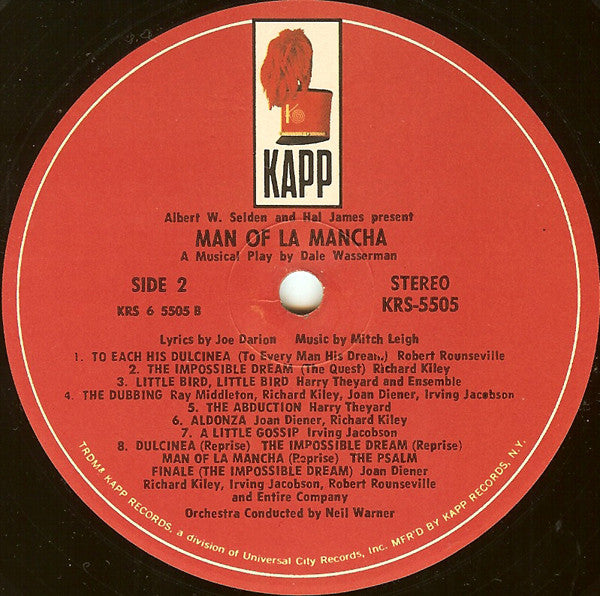 KAPP
Albert W. Selden and Hal James present
MAN OF LA MANCHA
A Musical Play by Dale Wasserman
SIDE 2
STEREO
KRS 6 5505 B
KRS-5505
Lyrics by Joe Darion Music by Mitch Leigh
1. TO EACH HIS DULCINEA (To Every Man His Dream) Robert Rounseville
2. THE IMPOSSIBLE DREAM (The Quest) Richard Kiley
3. LITTLE BIRD, LITTLE BIRD Harry Theyard and Ensemble
4. THE DUBBING Ray Middleton, Richard Kiley, Joan Diener, Irving Jacobson
5. THE ABDUCTION Harry Theyard
6. ALDONZA Joan Diener, Richard Kiley
7. A LITTLE GOSSIP Irving Jacobson
8. DULCINEA (Reprise) THE IMPOSSIBLE DREAM (Reprise)
MAN OF LA MANCHA (Reprise) THE PSALM
FINALE (THE IMPOSSIBLE DREAM) Joan Diener
Richard Kiley, Irving Jacobson, Robert Rounseville
and Entire Company
Orchestra Conducted by Neil Warner
TRDMK KAPP RECORDS, a division of Universal City Records, Inc. MFR'D BY KAPP RECORDS, N.Y.